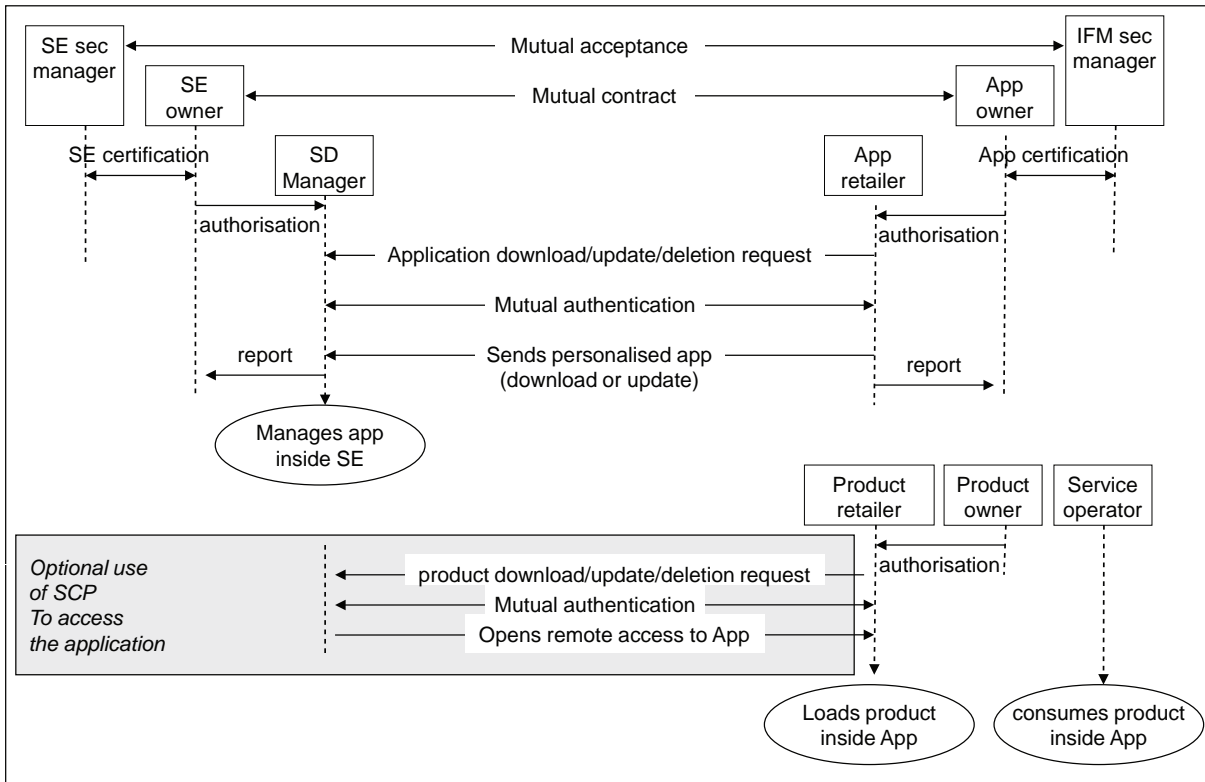 SE sec
manager
Mutual acceptance
IFM sec
manager
SE
owner
Mutual contract
App
owner
SE certification
SD
Manager
App
retailer
App certification
authorisation
authorisation
Application download/update/deletion request
Mutual authentication
report
Sends personalised app
(download or update)
report
Manages app
inside SE
Product
retailer
Product
owner
Service
operator
authorisation
Optional use
of SCP
To access
the application
product download/update/deletion request
Mutual authentication
Opens remote access to App
Loads product
inside App
consumes product
inside App